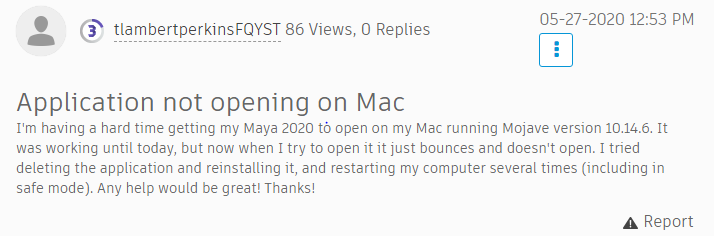 3 tlambertperkinsFQYST 86 Views, 0 Replies
05-27-2020 12:53 PM
Application not opening on Mac
I'm having a hard time getting my Maya 2020 to open on my Mac running Mojave version 10.14.6. It
was working until today, but now when I try to open it it just bounces and doesn't open. I tried
deleting the application and reinstalling it, and restarting my computer several times (including in
safe mode). Any help would be great! Thanks!
Report